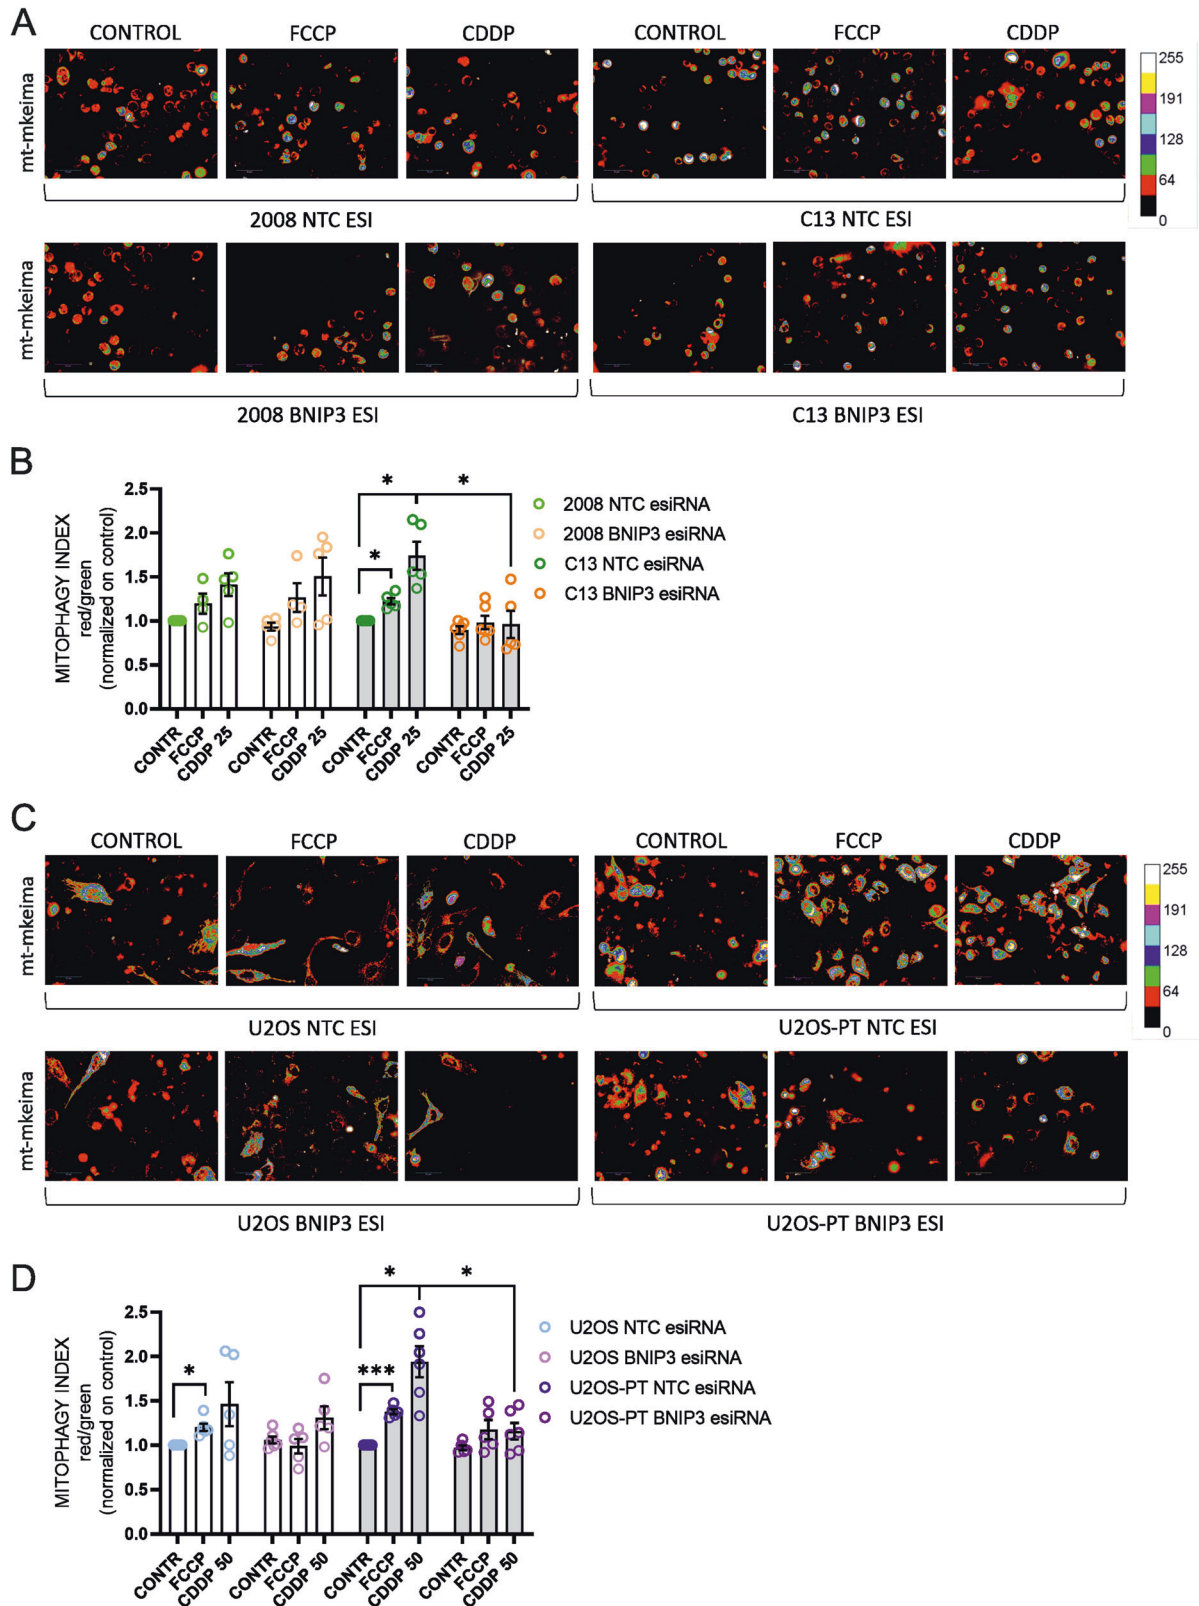 A
CONTROL FCCP CDDP CONTROL FCCP CDDP
mt-mkeima
255
191
128
64
0
2008 NTC ESI C13 NTC ESI
mt-mkeima
2008 BNIP3 ESI C13 BNIP3 ESI
B
MITOPHAGY INDEX
red/green
(normalized on control)
2.5
2.0
1.5
1.0
0.5
0.0
* * *
2008 NTC esiRNA
2008 BNIP3 esiRNA
C13 NTC esiRNA
C13 BNIP3 esiRNA
CONTR FCCP CDDP 25 CONTR FCCP CDDP 25 CONTR FCCP CDDP 25 CONTR FCCP CDDP 25
C
CONTROL FCCP CDDP CONTROL FCCP CDDP
mt-mkeima
255
191
128
64
0
U2OS NTC ESI U2OS-PT NTC ESI
mt-mkeima
U2OS BNIP3 ESI U2OS-PT BNIP3 ESI
D
MITOPHAGY INDEX
red/green
(normalized on control)
2.5
2.0
1.5
1.0
0.5
0.0
* * * ***
U2OS NTC esiRNA
U2OS BNIP3 esiRNA
U2OS-PT NTC esiRNA
U2OS-PT BNIP3 esiRNA
CONTR FCCP CDDP 50 CONTR FCCP CDDP 50 CONTR FCCP CDDP 50 CONTR FCCP CDDP 50